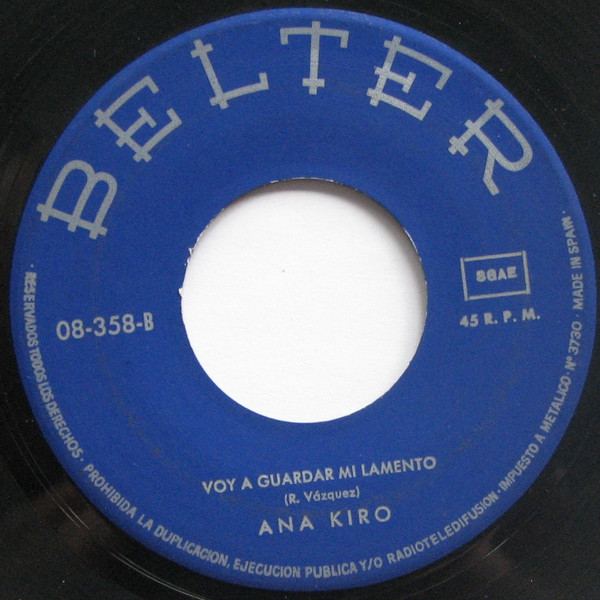 BELTER
SGAE
08-358-B
45 R. P. M.
VOY A GUARDAR MI LAMENTO
(R. Vázquez)
ANA KIRO
· RESERVADOS TODOS LOS DERECHOS · PROHIBIDA LA DUPLICACION, EJECUCION PUBLICA Y/O RADIOTELEDIFUSION · IMPUESTO A METALICO · Nº 3730 · MADE IN SPAIN ·